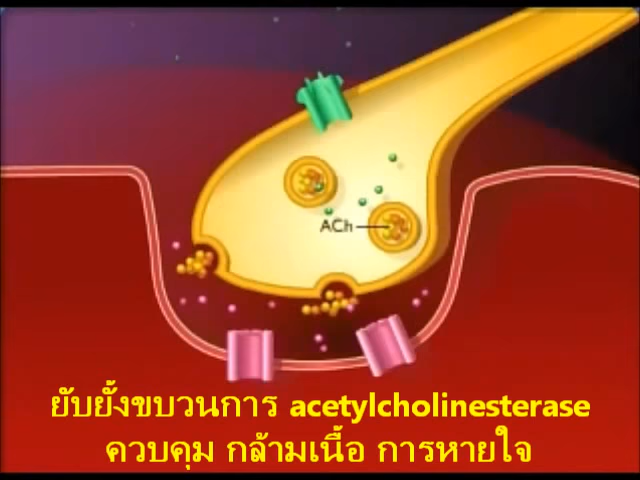 ACh
ยับยั้งขบวนการ acetylcholinesterase
ควบคุม กล้ามเนื้อ การหายใจ